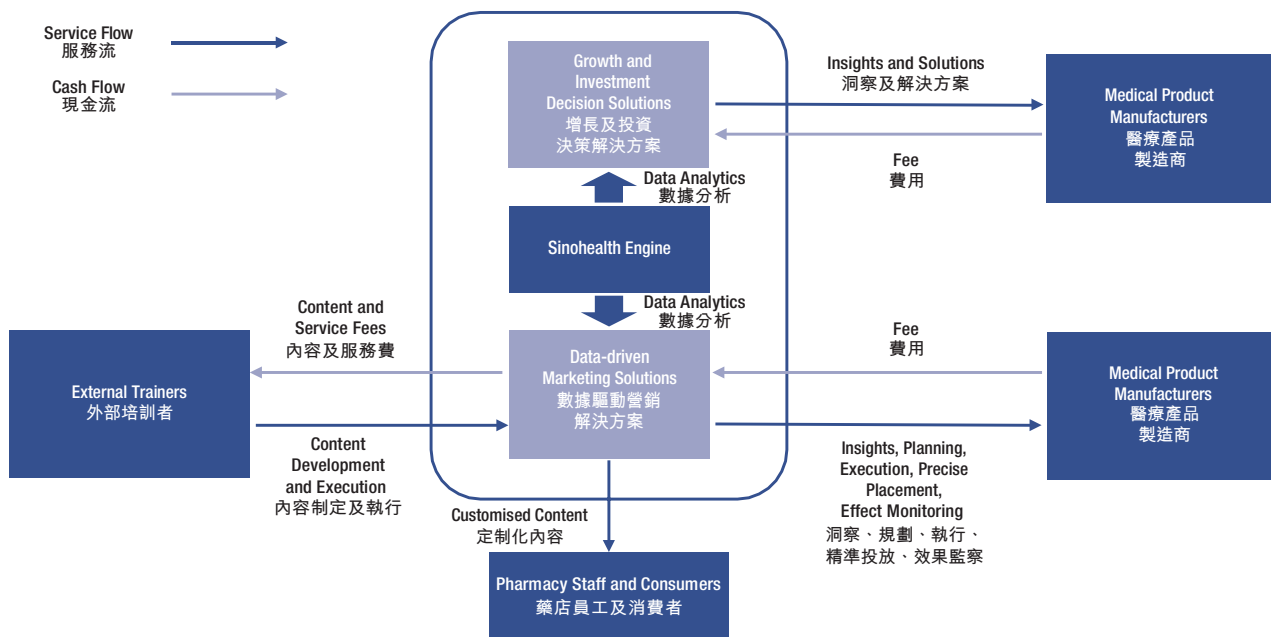 Service Flow
服務流
Cash Flow
現金流
Growth and
Investment
Decision Solutions
增長及投資
決策解決方案
Insights and Solutions
洞察及解決方案
Fee
費用
Medical Product
Manufacturers
醫療產品
製造商
Data Analytics
數據分析
Sinohealth Engine
Data Analytics
數據分析
Content and
Service Fees
內容及服務費
External Trainers
外部培訓者
Content
Development
and Execution
內容制定及執行
Data-driven
Marketing Solutions
數據驅動營銷
解決方案
Fee
費用
Medical Product
Manufacturers
醫療產品
製造商
Insights, Planning,
Execution, Precise
Placement,
Effect Monitoring
洞察、規劃、執行、
精準投放、效果監察
Customised Content
定制化內容
Pharmacy Staff and Consumers
藥店員工及消費者